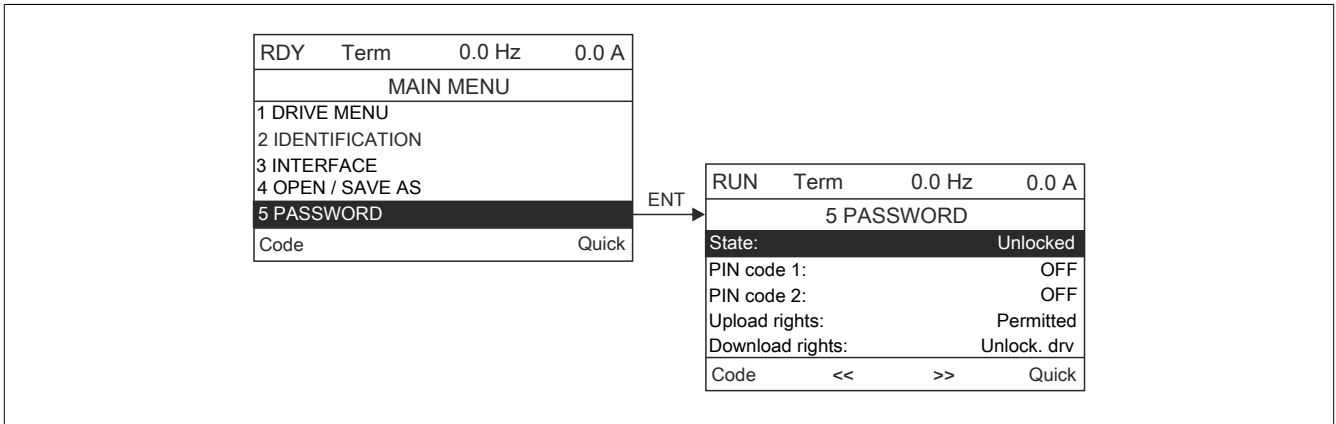 RDY Term 0.0 Hz 0.0 A
MAIN MENU
1 DRIVE MENU
2 IDENTIFICATION
3 INTERFACE
4 OPEN / SAVE AS
5 PASSWORD
Code Quick
ENT
RUN Term 0.0 Hz 0.0 A
5 PASSWORD
State: Unlocked
PIN code 1: OFF
PIN code 2: OFF
Upload rights: Permitted
Download rights: Unlock. drv
Code << >> Quick